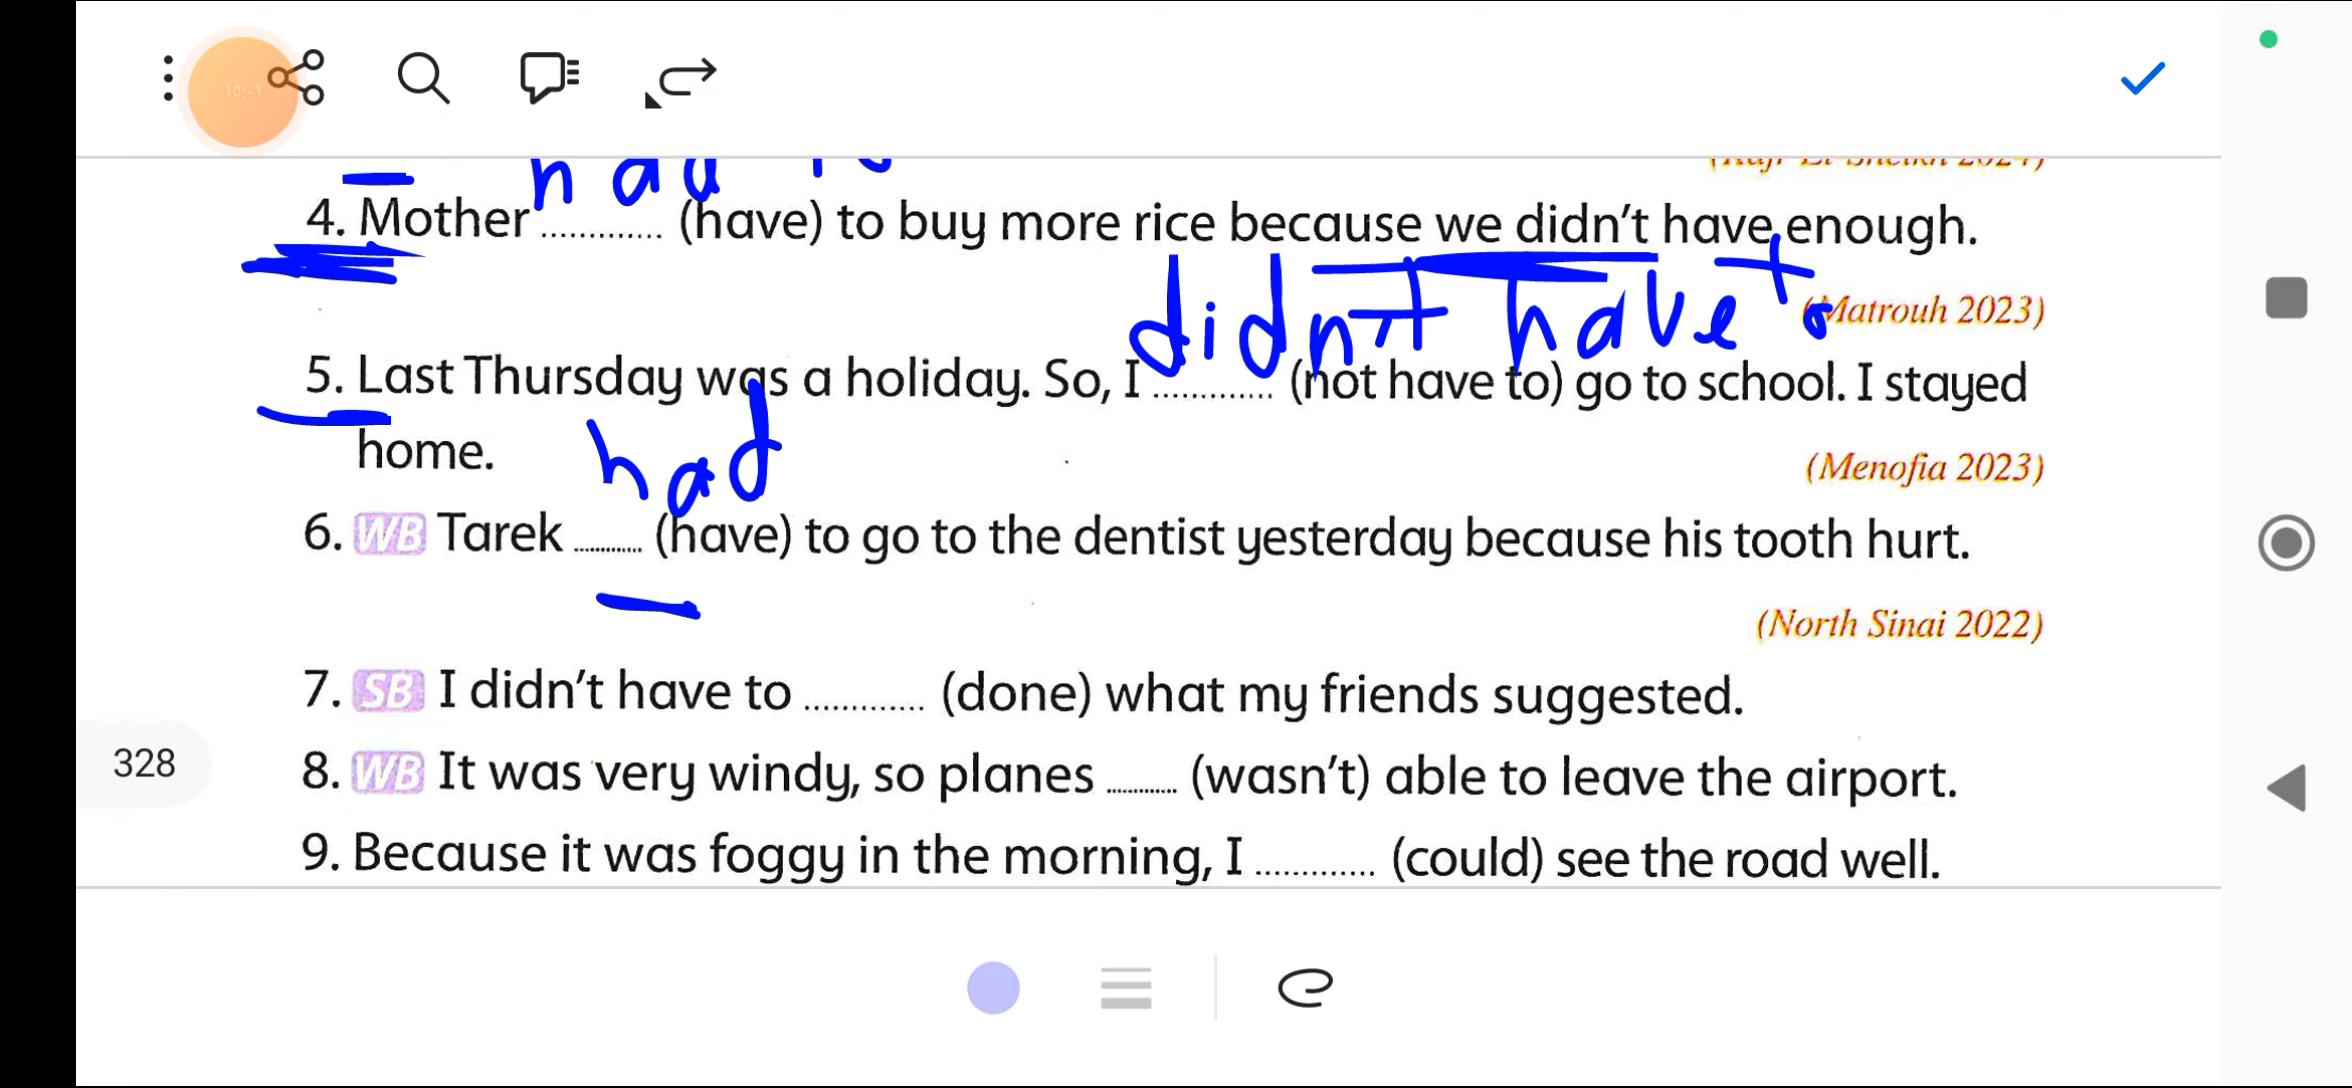 ١٥:٠١
had to
4. Mother ............. (have) to buy more rice because we didn't have enough.
didn't have to
(Matrouh 2023)
5. Last Thursday was a holiday. So, I ............. (not have to) go to school. I stayed
home.
had
(Menofia 2023)
6. WB Tarek ............. (have) to go to the dentist yesterday because his tooth hurt.
(North Sinai 2022)
7. SB I didn't have to ............. (done) what my friends suggested.
328
8. WB It was very windy, so planes ............. (wasn't) able to leave the airport.
9. Because it was foggy in the morning, I ............. (could) see the road well.